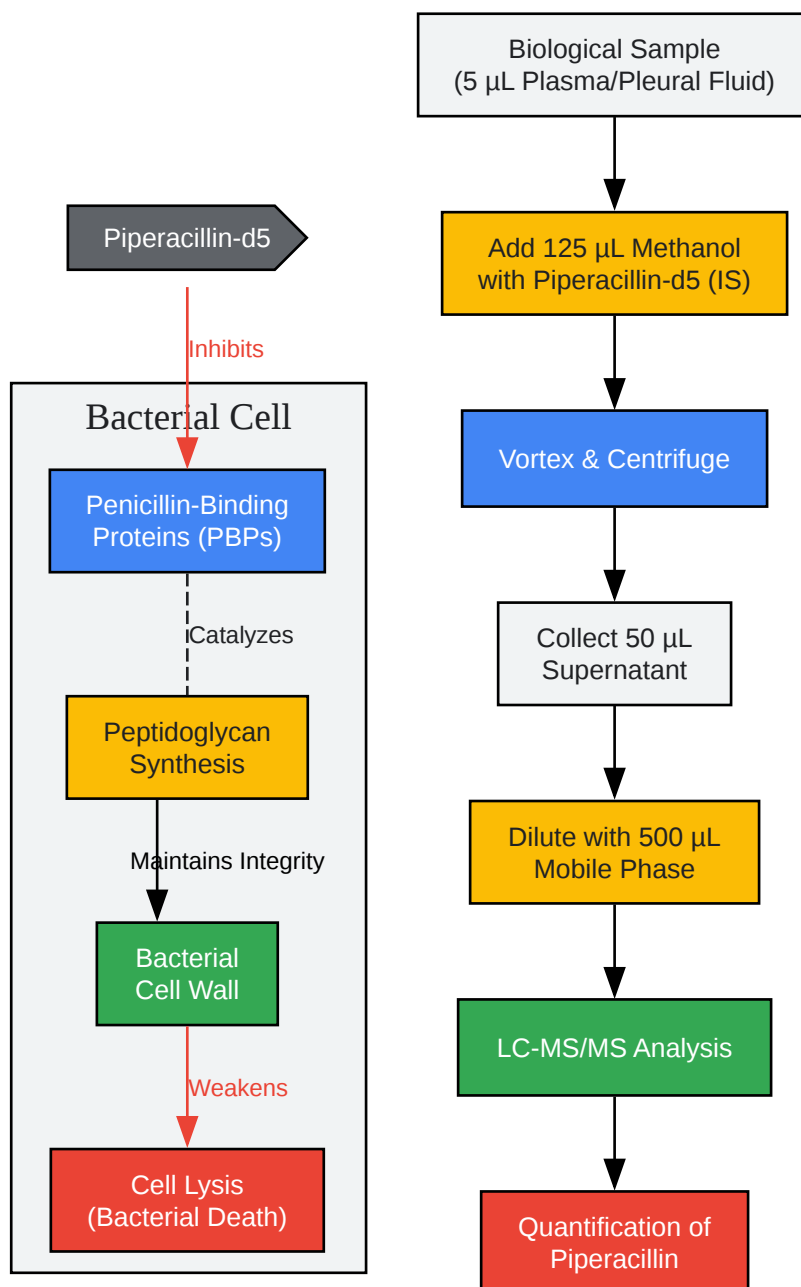 Piperacillin-d5
Inhibits
Bacterial Cell
Penicillin-Binding
Proteins (PBPs)
Catalyzes
Peptidoglycan
Synthesis
Maintains Integrity
Bacterial
Cell Wall
Weakens
Cell Lysis
(Bacterial Death)
Biological Sample
(5 µL Plasma/Pleural Fluid)
Add 125 µL Methanol
with Piperacillin-d5 (IS)
Vortex & Centrifuge
Collect 50 µL
Supernatant
Dilute with 500 µL
Mobile Phase
LC-MS/MS Analysis
Quantification of
Piperacillin